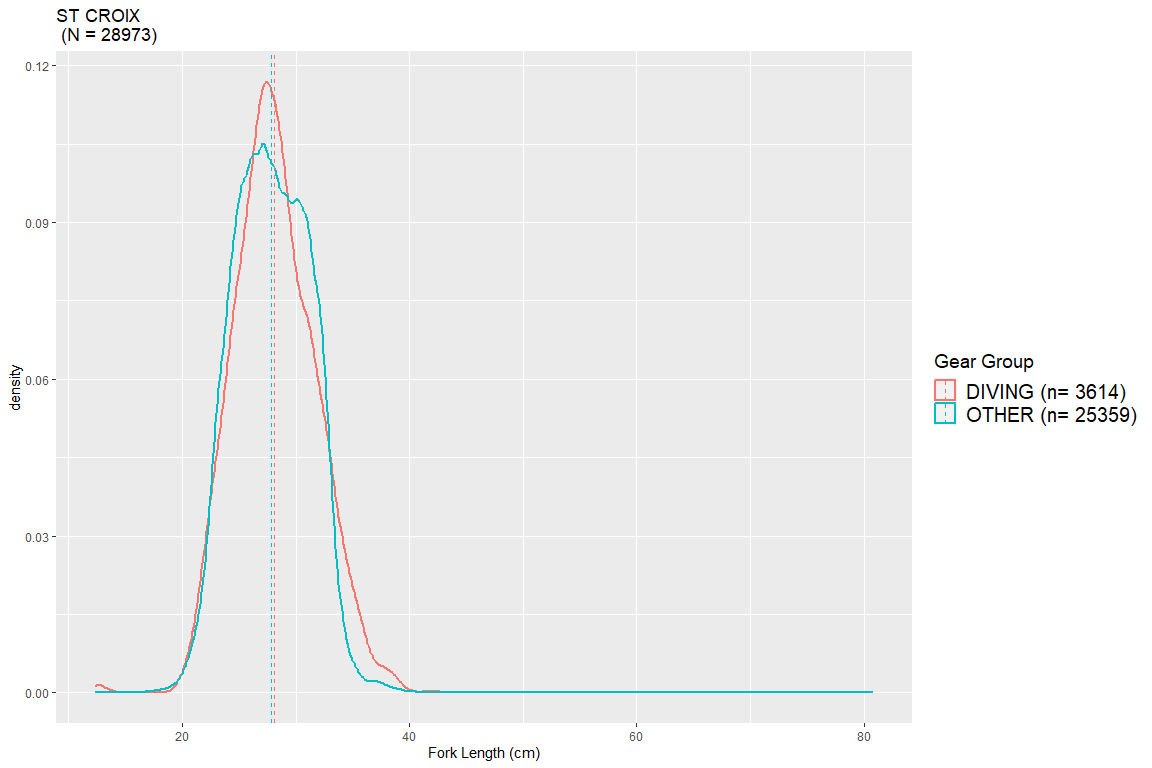 ST CROIX
(N = 28973)
0.12
0.09
0.06
0.03
0.00
density
20
40
60
80
Fork Length (cm)
Gear Group
DIVING (n= 3614)
OTHER (n= 25359)